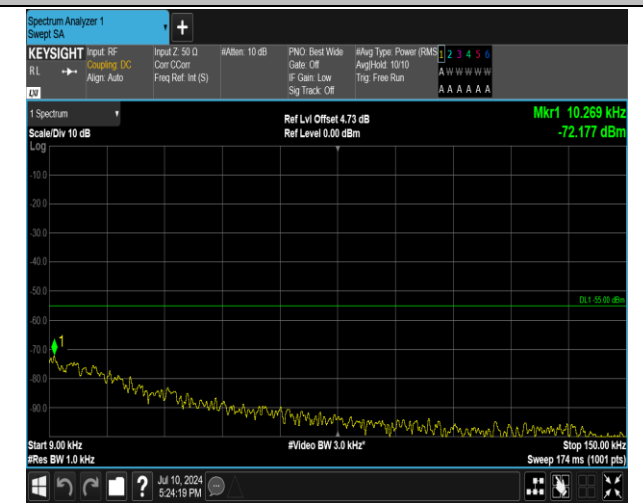 Spectrum Analyzer 1
Swept SA
+
KEYSIGHT Input: RF Input Z: 50 Ω #Atten: 10 dB PNO: Best Wide #Avg Type: Power (RMS 1 2 3 4 5 6
RL Coupling: DC Corr CCorr Gate: Off Avg|Hold: 10/10 A W W W W W
Align: Auto Freq Ref: Int (S) IF Gain: Low Trig: Free Run
LXI Sig Track: Off A A A A A A
1 Spectrum Ref Lvl Offset 4.73 dB Mkr1 10.269 kHz
Scale/Div 10 dB Ref Level 0.00 dBm -72.177 dBm
Log
-10.0
-20.0
-30.0
-40.0
-50.0
DL1 -55.00 dBm
-60.0
1
-70.0
-80.0
-90.0
Start 9.00 kHz #Video BW 3.0 kHz* Stop 150.00 kHz
#Res BW 1.0 kHz Sweep 174 ms (1001 pts)
? Jul 10, 2024
5:24:19 PM